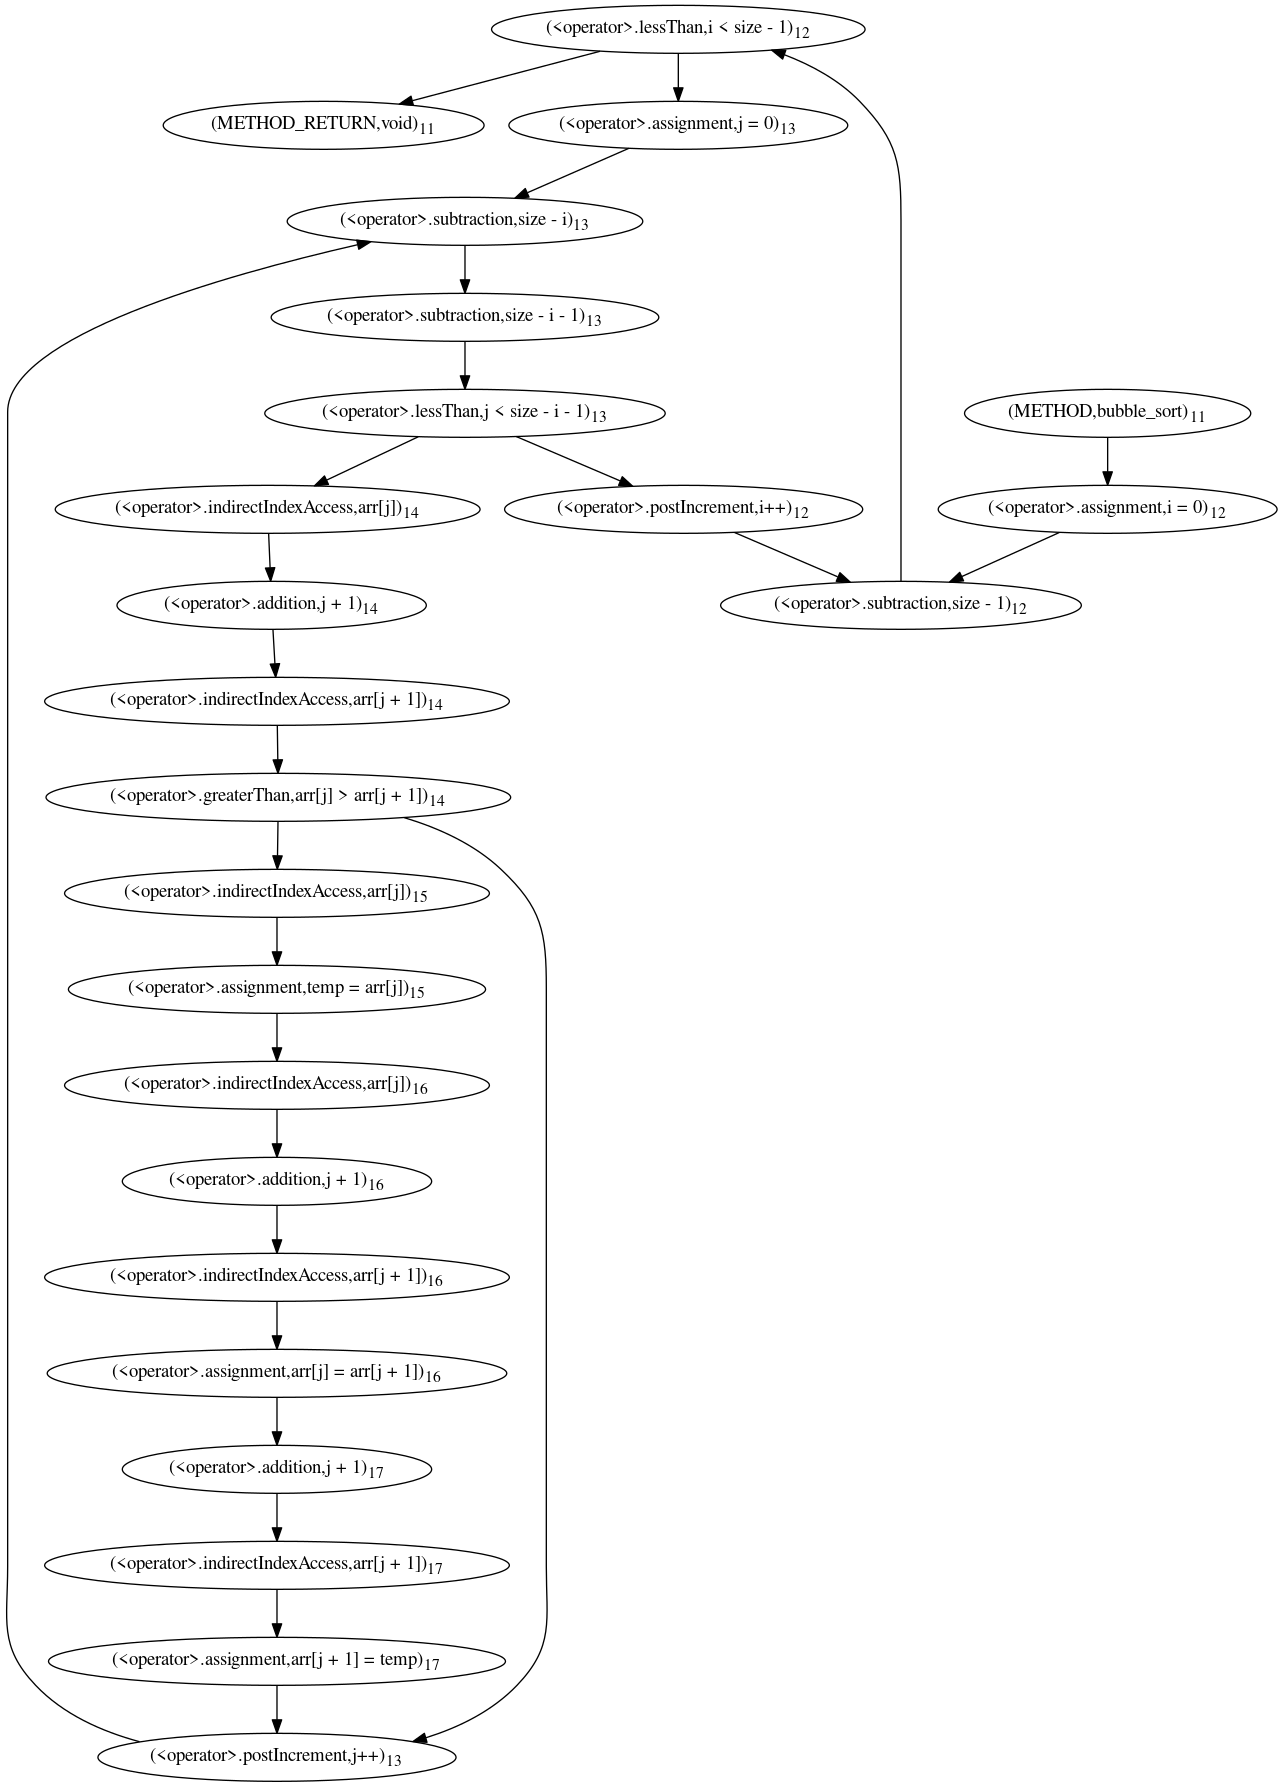 (<operator>.lessThan,i < size - 1)12
(METHOD_RETURN,void)11
(<operator>.assignment,j = 0)13
(<operator>.subtraction,size - i)13
(<operator>.subtraction,size - i - 1)13
(<operator>.lessThan,j < size - i - 1)13
(METHOD,bubble_sort)11
(<operator>.indirectIndexAccess,arr[j])14
(<operator>.postIncrement,i++)12
(<operator>.assignment,i = 0)12
(<operator>.addition,j + 1)14
(<operator>.subtraction,size - 1)12
(<operator>.indirectIndexAccess,arr[j + 1])14
(<operator>.greaterThan,arr[j] > arr[j + 1])14
(<operator>.indirectIndexAccess,arr[j])15
(<operator>.assignment,temp = arr[j])15
(<operator>.indirectIndexAccess,arr[j])16
(<operator>.addition,j + 1)16
(<operator>.indirectIndexAccess,arr[j + 1])16
(<operator>.assignment,arr[j] = arr[j + 1])16
(<operator>.addition,j + 1)17
(<operator>.indirectIndexAccess,arr[j + 1])17
(<operator>.assignment,arr[j + 1] = temp)17
(<operator>.postIncrement,j++)13